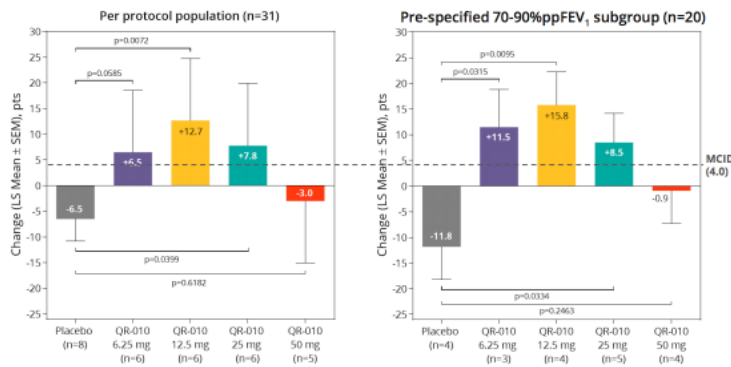 Per protocol population (n=31)
Change (LS Mean ± SEM), pts
30
25
20
15
10
5
0
-5
-10
-15
-20
-25
p=0.0072
p=0.0585
+6.5
+12.7
+7.8
-6.5
-3.0
p=0.0399
p=0.6182
Placebo
(n=8)
QR-010
6.25 mg
(n=6)
QR-010
12.5 mg
(n=6)
QR-010
25 mg
(n=6)
QR-010
50 mg
(n=5)
Pre-specified 70-90%ppFEV₁ subgroup (n=20)
Change (LS Mean ± SEM), pts
30
25
20
15
10
5
0
-5
-10
-15
-20
-25
p=0.0095
p=0.0315
+11.5
+15.8
+8.5
MCID
(4.0)
-11.8
-0.9
p=0.0334
p=0.2463
Placebo
(n=4)
QR-010
6.25 mg
(n=3)
QR-010
12.5 mg
(n=4)
QR-010
25 mg
(n=5)
QR-010
50 mg
(n=4)